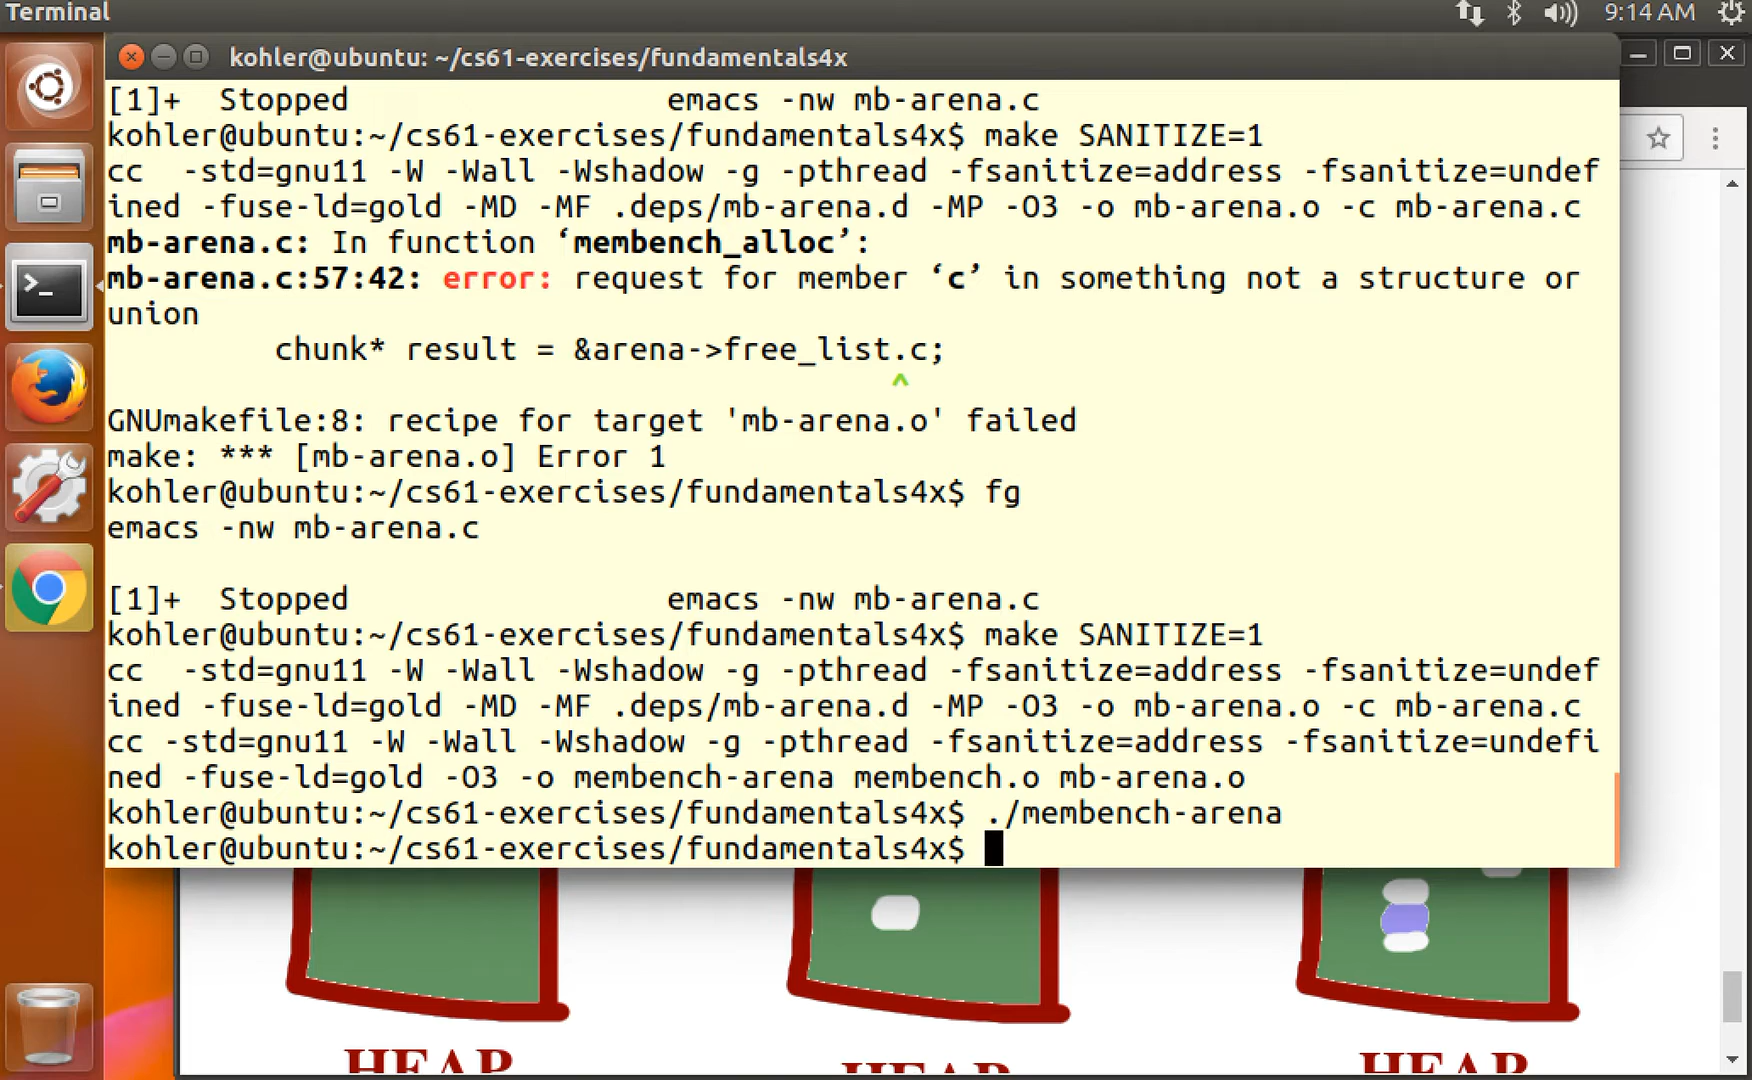 Terminal
9:14 AM
kohler@ubuntu: ~/cs61-exercises/fundamentals4x
[1]+  Stopped                 emacs -nw mb-arena.c
kohler@ubuntu:~/cs61-exercises/fundamentals4x$ make SANITIZE=1
cc  -std=gnu11 -W -Wall -Wshadow -g -pthread -fsanitize=address -fsanitize=undef
ined -fuse-ld=gold -MD -MF .deps/mb-arena.d -MP -O3 -o mb-arena.o -c mb-arena.c
mb-arena.c: In function ‘membench_alloc’:
mb-arena.c:57:42: error: request for member ‘c’ in something not a structure or
union
         chunk* result = &arena->free_list.c;
                                          ^
GNUmakefile:8: recipe for target 'mb-arena.o' failed
make: *** [mb-arena.o] Error 1
kohler@ubuntu:~/cs61-exercises/fundamentals4x$ fg
emacs -nw mb-arena.c
[1]+  Stopped                 emacs -nw mb-arena.c
kohler@ubuntu:~/cs61-exercises/fundamentals4x$ make SANITIZE=1
cc  -std=gnu11 -W -Wall -Wshadow -g -pthread -fsanitize=address -fsanitize=undef
ined -fuse-ld=gold -MD -MF .deps/mb-arena.d -MP -O3 -o mb-arena.o -c mb-arena.c
cc -std=gnu11 -W -Wall -Wshadow -g -pthread -fsanitize=address -fsanitize=undefi
ned -fuse-ld=gold -O3 -o membench-arena membench.o mb-arena.o
kohler@ubuntu:~/cs61-exercises/fundamentals4x$ ./membench-arena
kohler@ubuntu:~/cs61-exercises/fundamentals4x$
HEAP
HEAP
HEAP